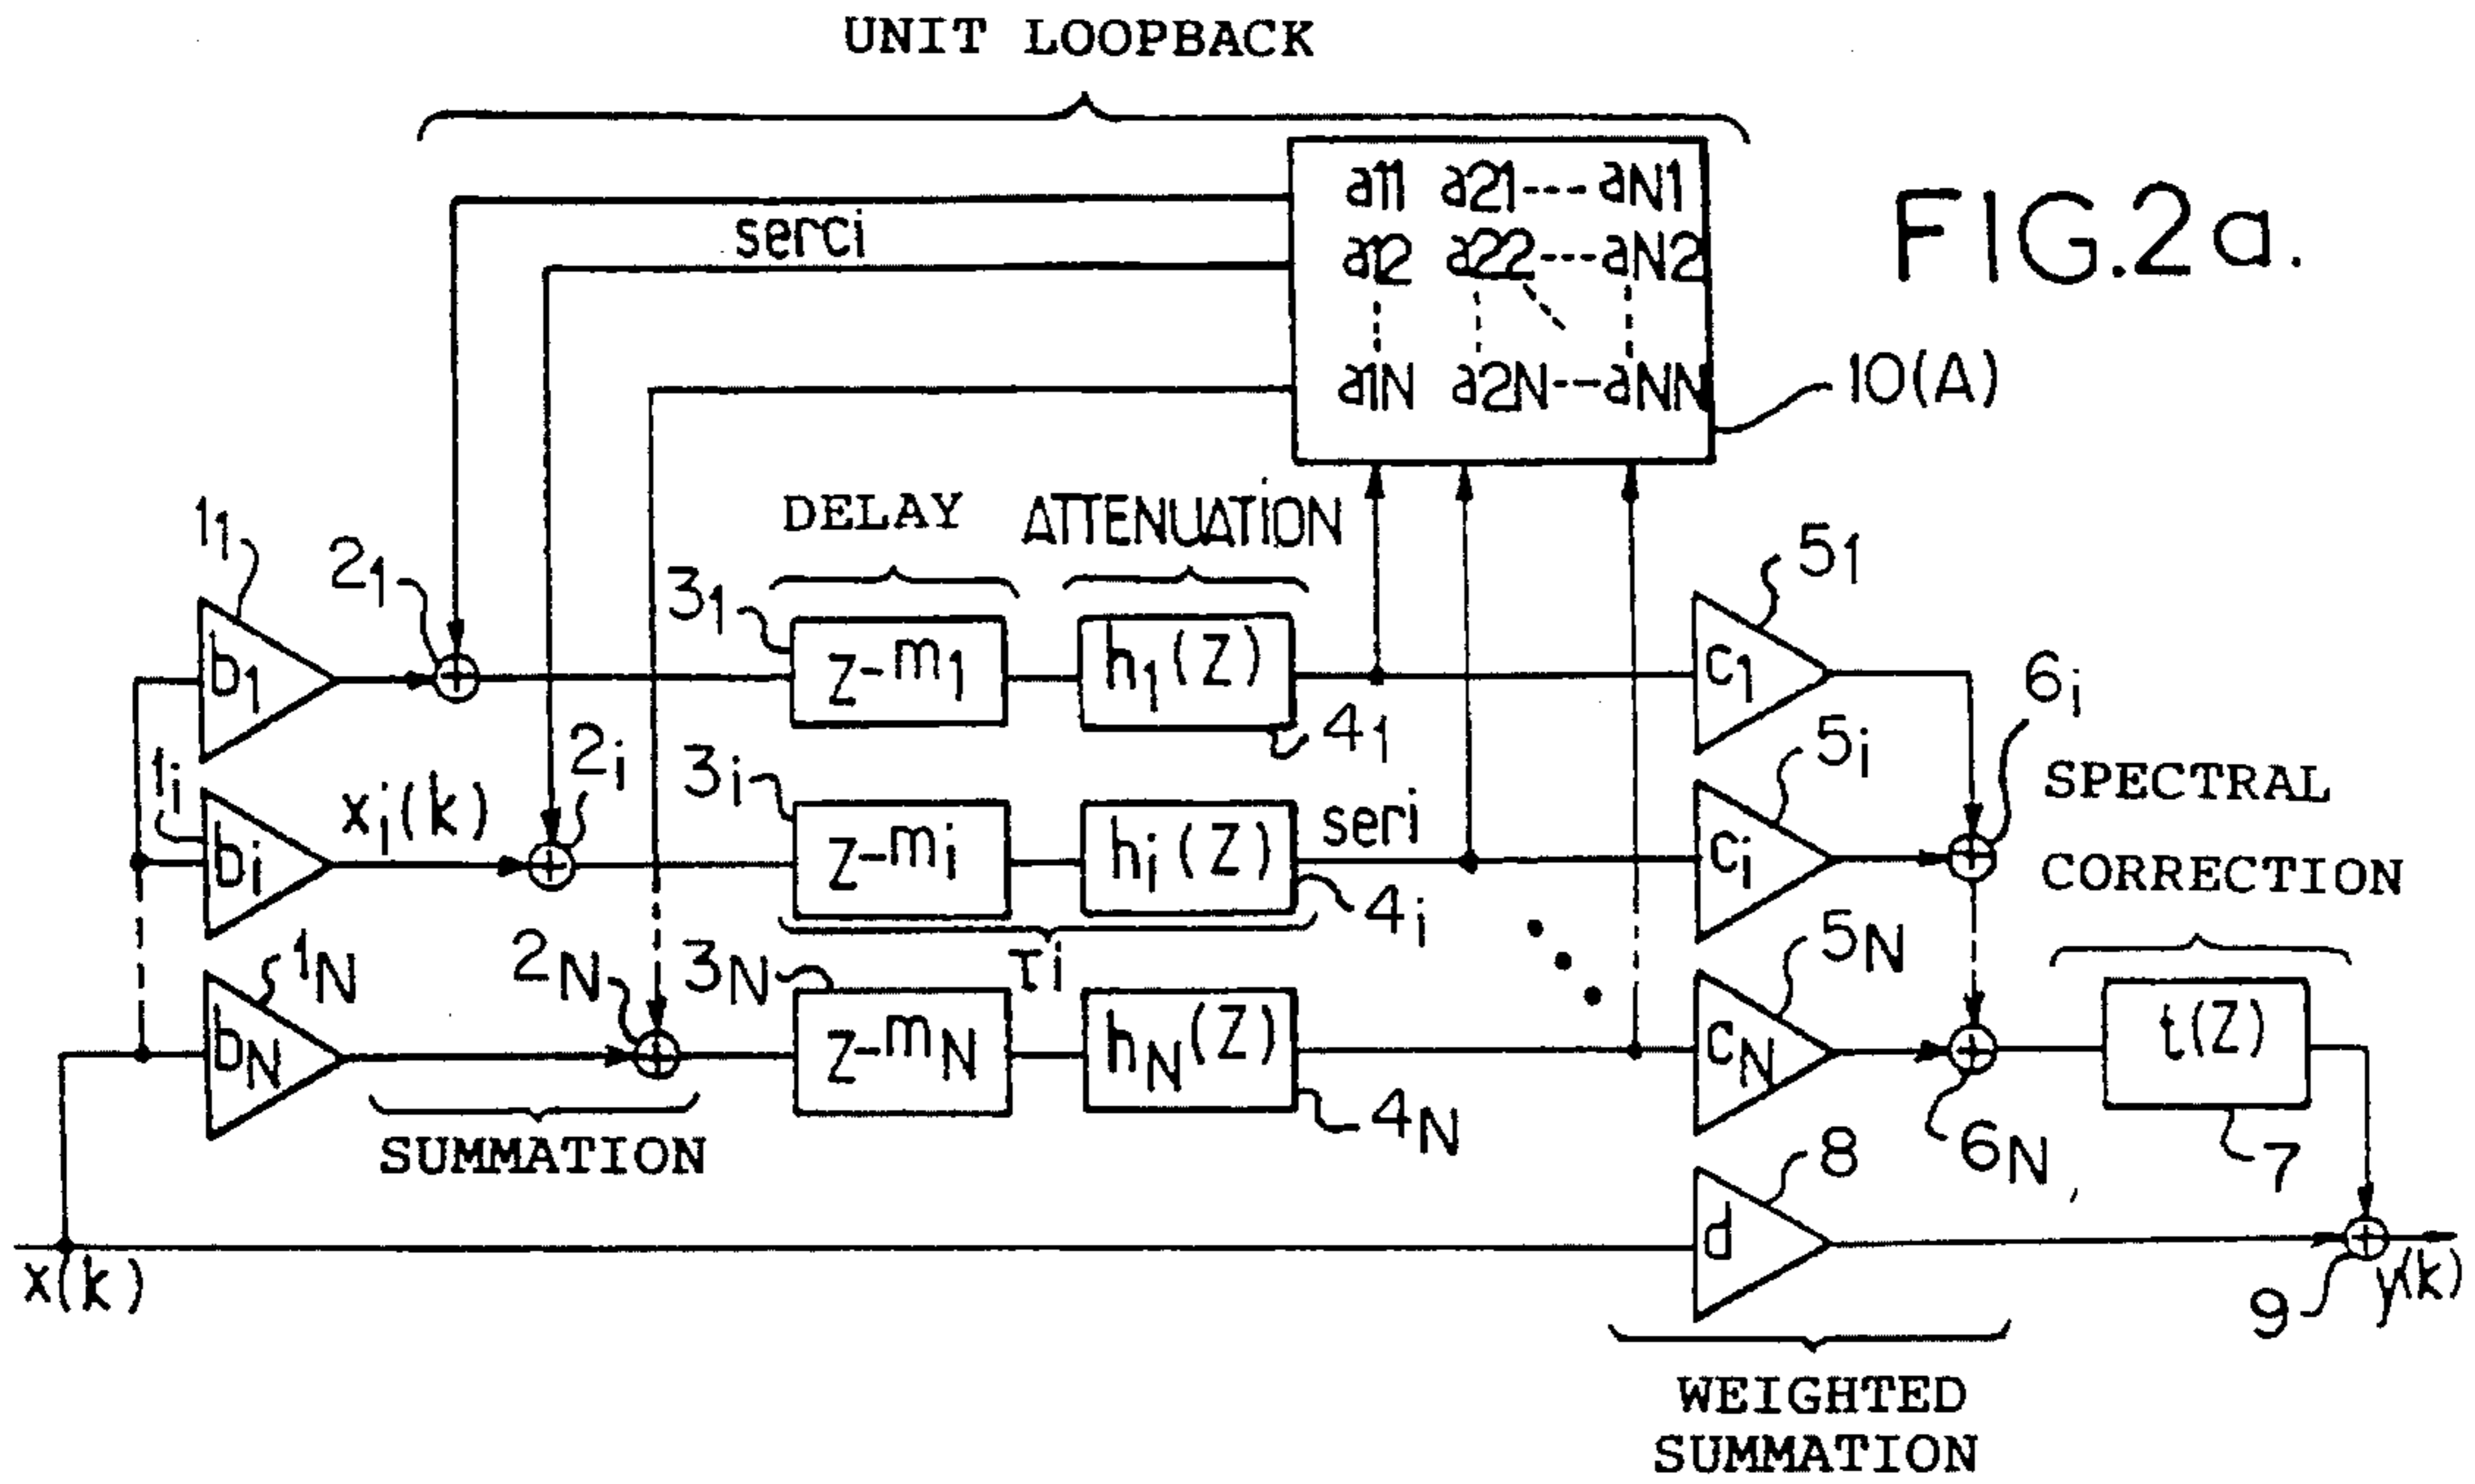 UNIT LOOPBACK
a11 a21---aN1
a12 a22---aN2
a1N a2N---aNN
FIG.2a.
serci
10(A)
DELAY
ATTENUATiON
1₁
2₁
3₁
5₁
b₁
z-m₁
h₁(Z)
4₁
c₁
6i
1i
xi(k)
2i
3i
5i
SPECTRAL
CORRECTION
bi
z-mi
hi(Z)
seri
4i
ci
τi
1N
2N
3N
5N
bN
z-mN
hN(Z)
4N
cN
t(Z)
SUMMATION
8
6N
7
d
x(k)
9
y(k)
WEIGHTED
SUMMATION